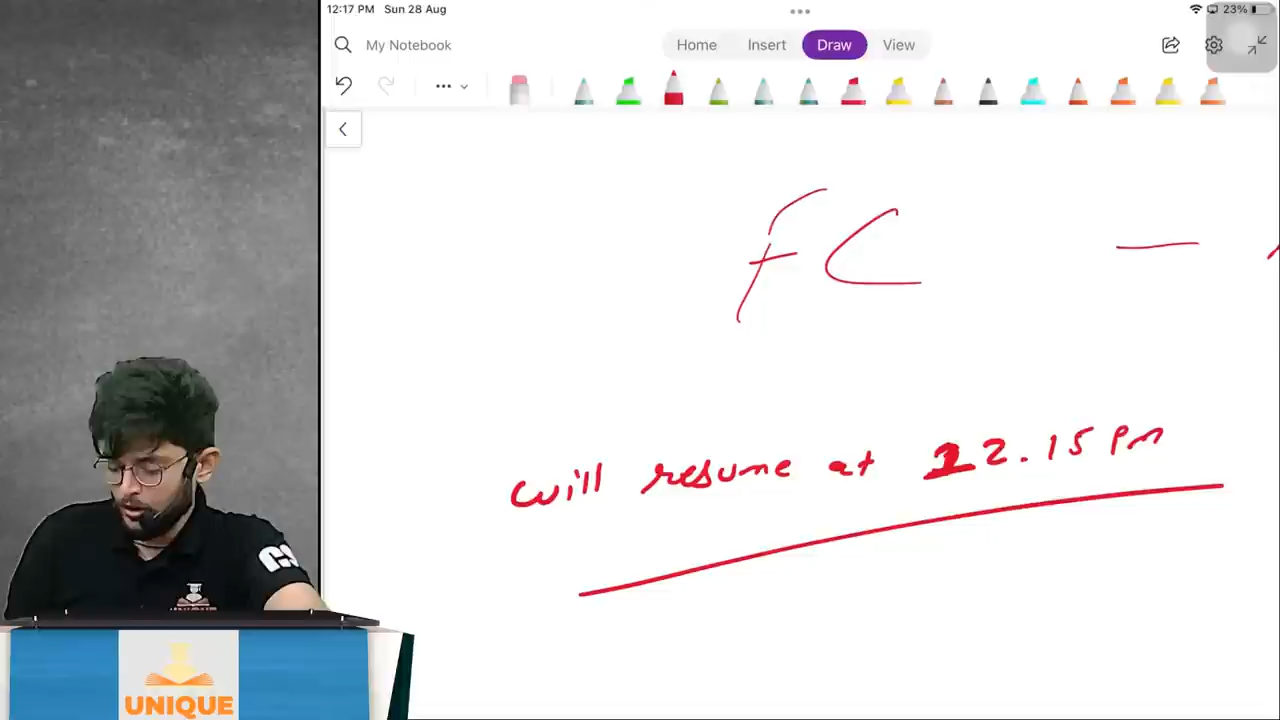 12:17 PM Sun 28 Aug
23%
My Notebook
Home Insert Draw View
FC —
will resume at 12.15 Pm
CS
UNIQUE